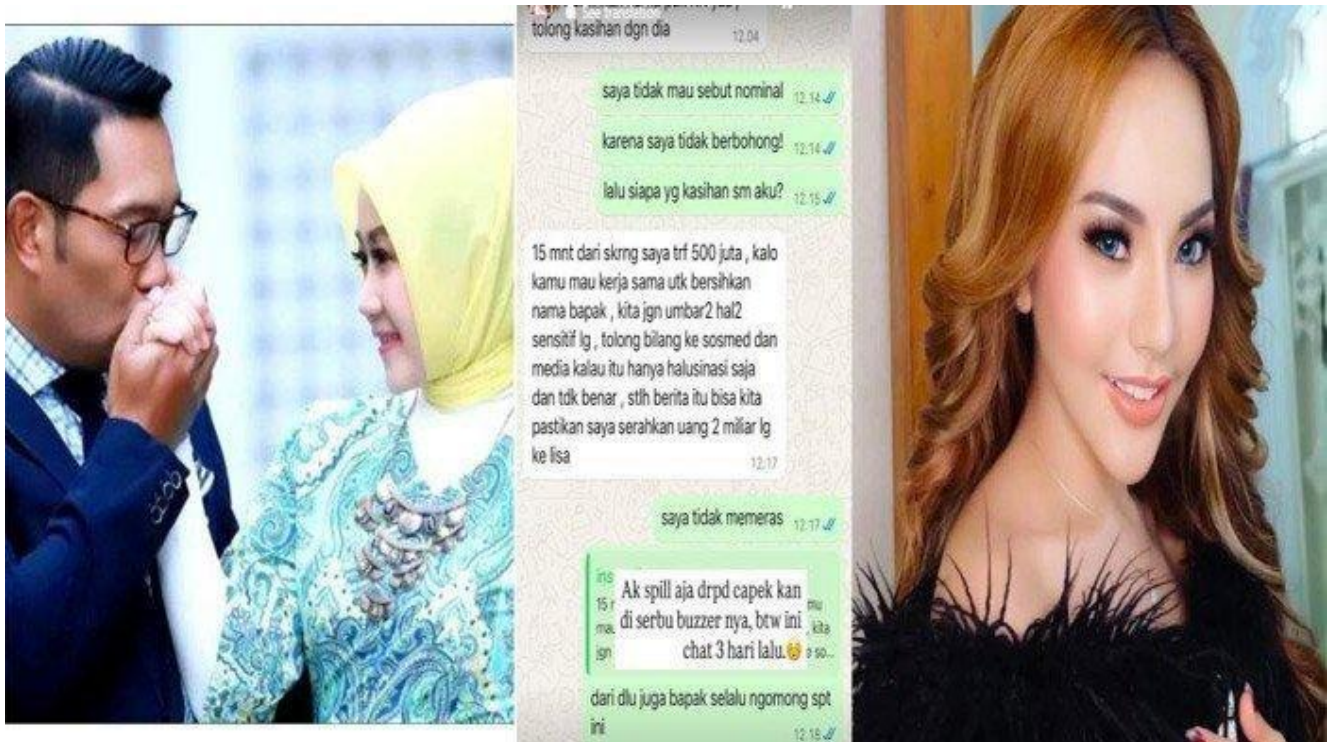 See translation
tolong kasihan dgn dia
12.04
saya tidak mau sebut nominal 12.14
karena saya tidak berbohong! 12.14
lalu siapa yg kasihan sm aku? 12.15
15 mnt dari skrng saya trf 500 juta , kalo
kamu mau kerja sama utk bersihkan
nama bapak , kita jgn umbar2 hal2
sensitif lg , tolong bilang ke sosmed dan
media kalau itu hanya halusinasi saja
dan tdk benar , stlh berita itu bisa kita
pastikan saya serahkan uang 2 miliar lg
ke lisa
12.17
saya tidak memeras 12.17
Ak spill aja drpd capek kan
di serbu buzzer nya, btw ini
chat 3 hari lalu.
kita
so...
dari dlu juga bapak selalu ngomong spt
ini
12.18